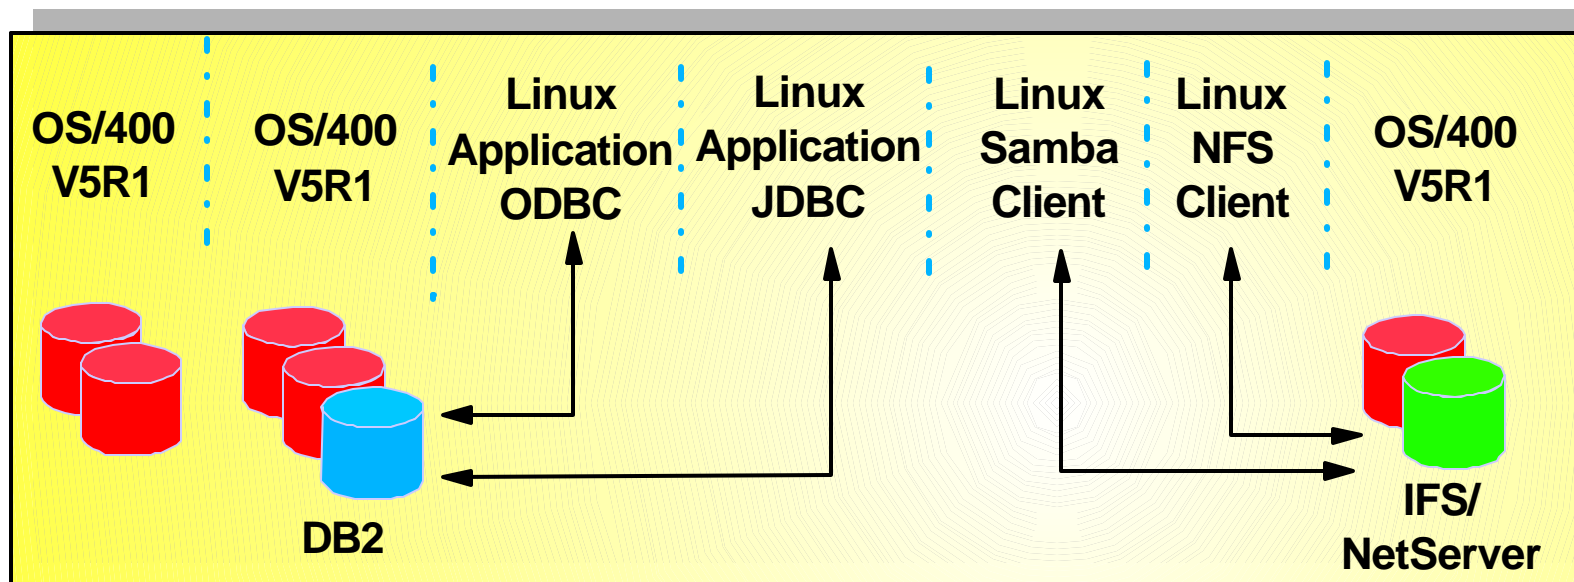 OS/400
V5R1
OS/400
V5R1
Linux
Application
ODBC
Linux
Application
JDBC
Linux
Samba
Client
Linux
NFS
Client
OS/400
V5R1
DB2
IFS/
NetServer